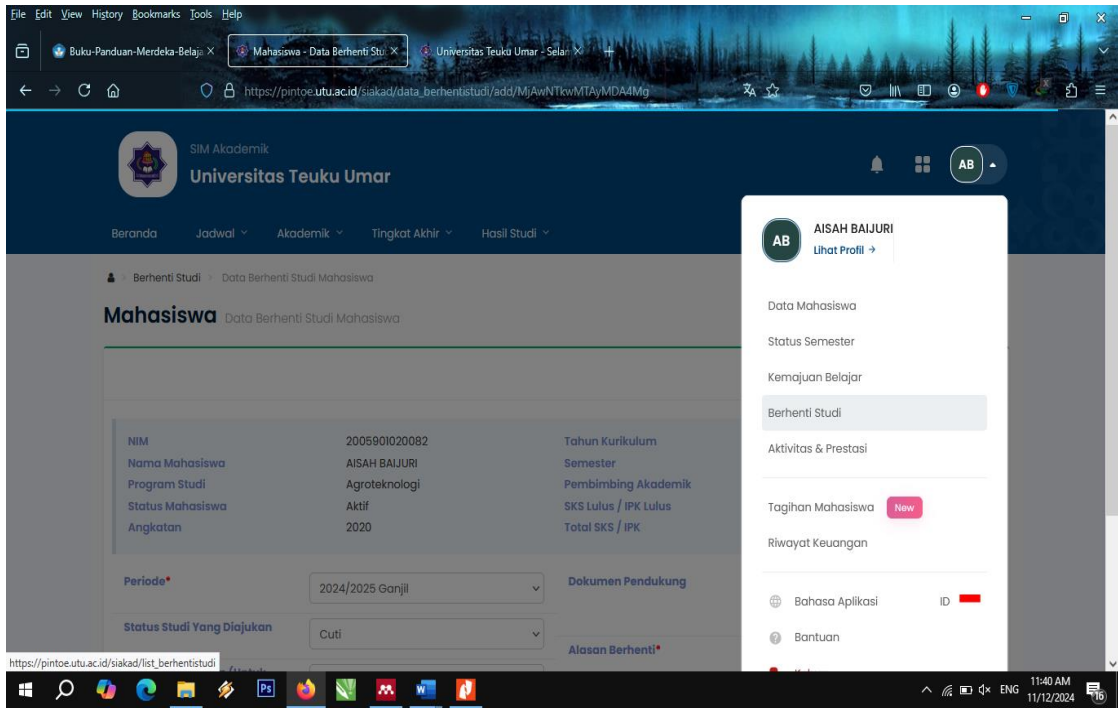 File Edit View History Bookmarks Tools Help
Buku-Panduan-Merdeka-Belaja
Mahasiswa - Data Berhenti Stu
Universitas Teuku Umar - Selam
https://pintoe.utu.ac.id/siakad/data_berhentistudi/add/MjAwNTkwMTAyMDA4Mg
SIM Akademik
Universitas Teuku Umar
AB
Beranda Jadwal Akademik Tingkat Akhir Hasil Studi
Berhenti Studi > Data Berhenti Studi Mahasiswa
Mahasiswa Data Berhenti Studi Mahasiswa
NIM 2005901020082 Tahun Kurikulum
Nama Mahasiswa AISAH BAIJURI Semester
Program Studi Agroteknologi Pembimbing Akademik
Status Mahasiswa Aktif SKS Lulus / IPK Lulus
Angkatan 2020 Total SKS / IPK
Periode* 2024/2025 Ganjil Dokumen Pendukung
Status Studi Yang Diajukan Cuti
Alasan Berhenti*
AB
AISAH BAIJURI
Lihat Profil →
Data Mahasiswa
Status Semester
Kemajuan Belajar
Berhenti Studi
Aktivitas & Prestasi
Tagihan Mahasiswa New
Riwayat Keuangan
Bahasa Aplikasi ID
Bantuan
https://pintoe.utu.ac.id/siakad/list_berhentistudi
Ps
ENG
11:40 AM
11/12/2024
16